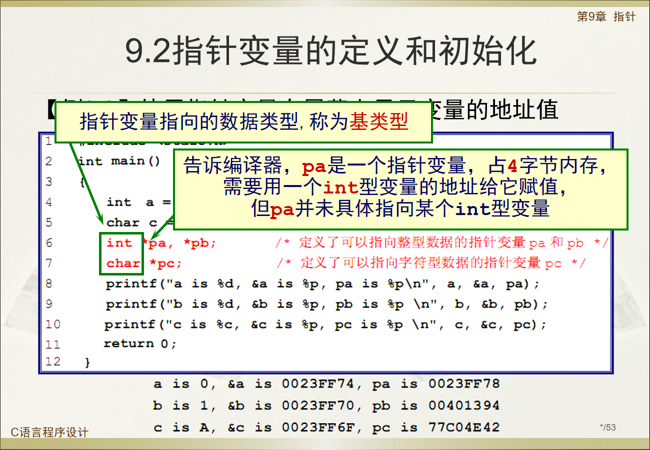 第9章 指针
9.2指针变量的定义和初始化
变量的地址值
指针变量指向的数据类型,称为基类型
告诉编译器，pa是一个指针变量，占4字节内存，
需要用一个int型变量的地址给它赋值，
但pa并未具体指向某个int型变量
1
2 int main()
3 {
4 int a =
5 char c =
6 int *pa, *pb; /* 定义了可以指向整型数据的指针变量 pa 和 pb */
7 char *pc; /* 定义了可以指向字符型数据的指针变量 pc */
8 printf("a is %d, &a is %p, pa is %p\n", a, &a, pa);
9 printf("b is %d, &b is %p, pb is %p \n", b, &b, pb);
10 printf("c is %c, &c is %p, pc is %p \n", c, &c, pc);
11 return 0;
12 }
a is 0, &a is 0023FF74, pa is 0023FF78
b is 1, &b is 0023FF70, pb is 00401394
c is A, &c is 0023FF6F, pc is 77C04E42
C语言程序设计
*/53